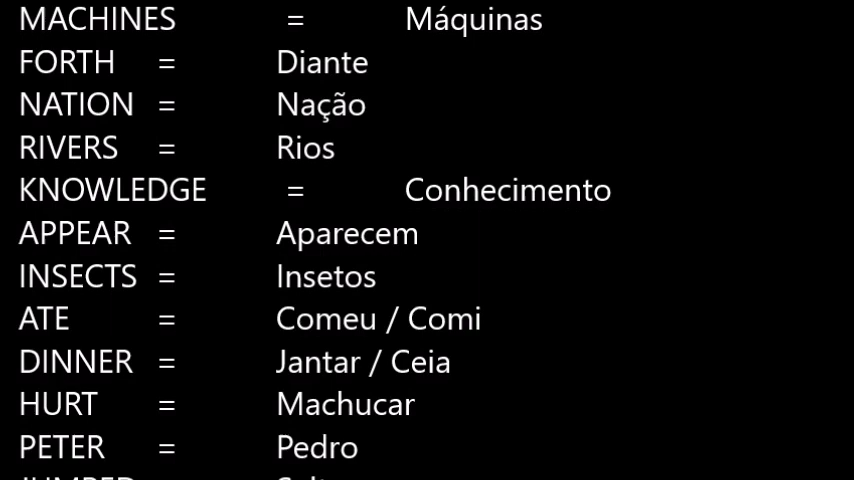 MACHINES = Máquinas
FORTH = Diante
NATION = Nação
RIVERS = Rios
KNOWLEDGE = Conhecimento
APPEAR = Aparecem
INSECTS = Insetos
ATE = Comeu / Comi
DINNER = Jantar / Ceia
HURT = Machucar
PETER = Pedro